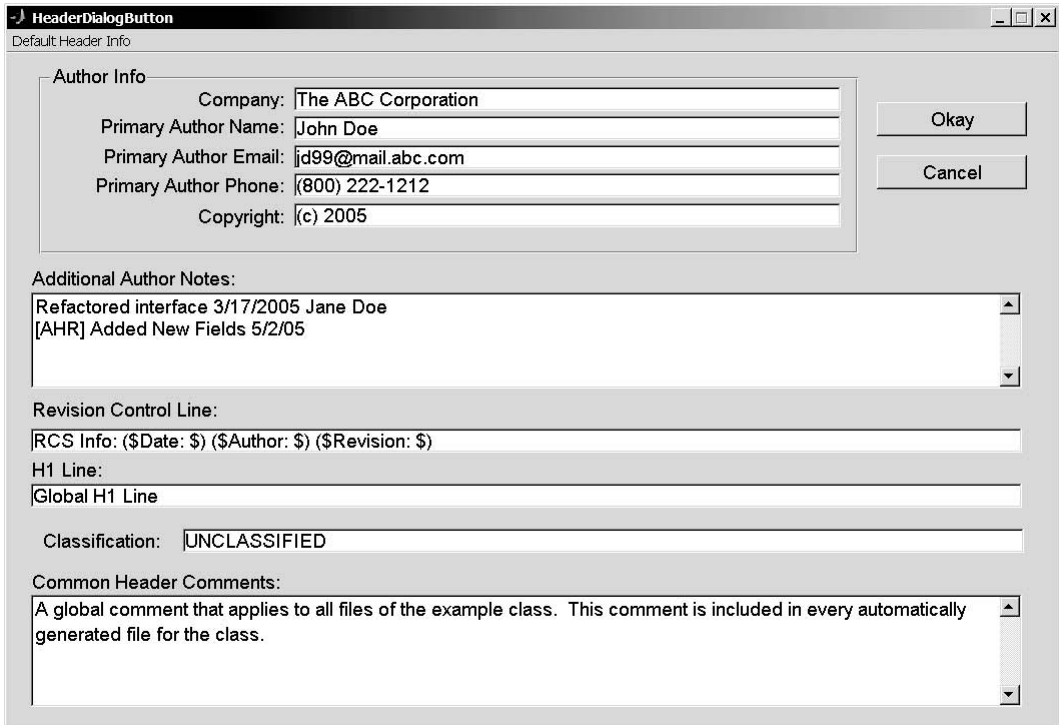 HeaderDialogButton
Default Header Info
Author Info
Company: The ABC Corporation
Primary Author Name: John Doe
Primary Author Email: jd99@mail.abc.com
Primary Author Phone: (800) 222-1212
Copyright: (c) 2005
Okay
Cancel
Additional Author Notes:
Refactored interface 3/17/2005 Jane Doe
[AHR] Added New Fields 5/2/05
Revision Control Line:
RCS Info: ($Date: $) ($Author: $) ($Revision: $)
H1 Line:
Global H1 Line
Classification: UNCLASSIFIED
Common Header Comments:
A global comment that applies to all files of the example class.  This comment is included in every automatically
generated file for the class.